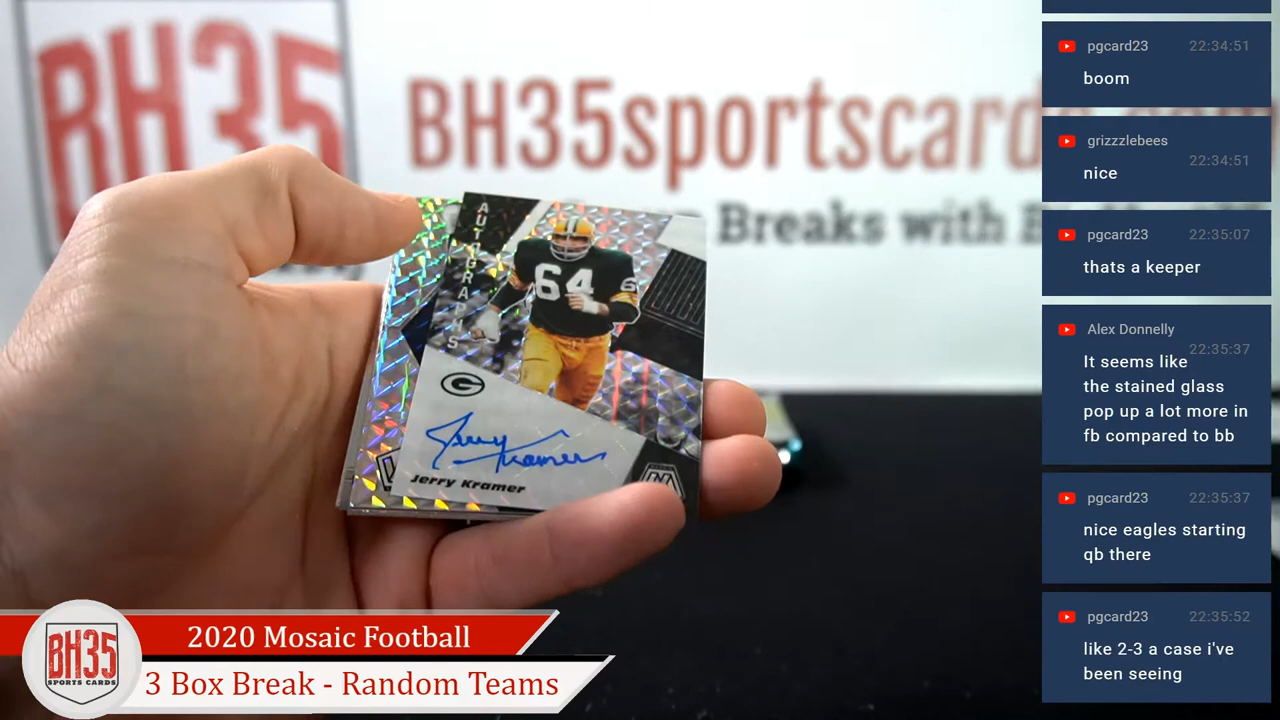 BH35
BH35sportscard
Breaks with B
AUTOGRAPHS
64
6
G
Jerry Kramer
Jerry Kramer
2020 Mosaic Football
3 Box Break - Random Teams
BH35
SPORTS CARDS
pgcard23 22:34:51
boom
grizzzlebees
22:34:51
nice
pgcard23 22:35:07
thats a keeper
Alex Donnelly
22:35:37
It seems like
the stained glass
pop up a lot more in
fb compared to bb
pgcard23 22:35:37
nice eagles starting
qb there
pgcard23 22:35:52
like 2-3 a case i've
been seeing